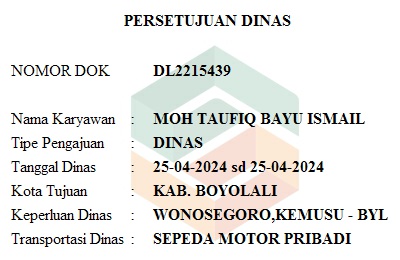 PERSETUJUAN DINAS
NOMOR DOK DL2215439
Nama Karyawan : MOH TAUFIQ BAYU ISMAIL
Tipe Pengajuan : DINAS
Tanggal Dinas : 25-04-2024 sd 25-04-2024
Kota Tujuan : KAB. BOYOLALI
Keperluan Dinas : WONOSEGORO,KEMUSU - BYL
Transportasi Dinas : SEPEDA MOTOR PRIBADI